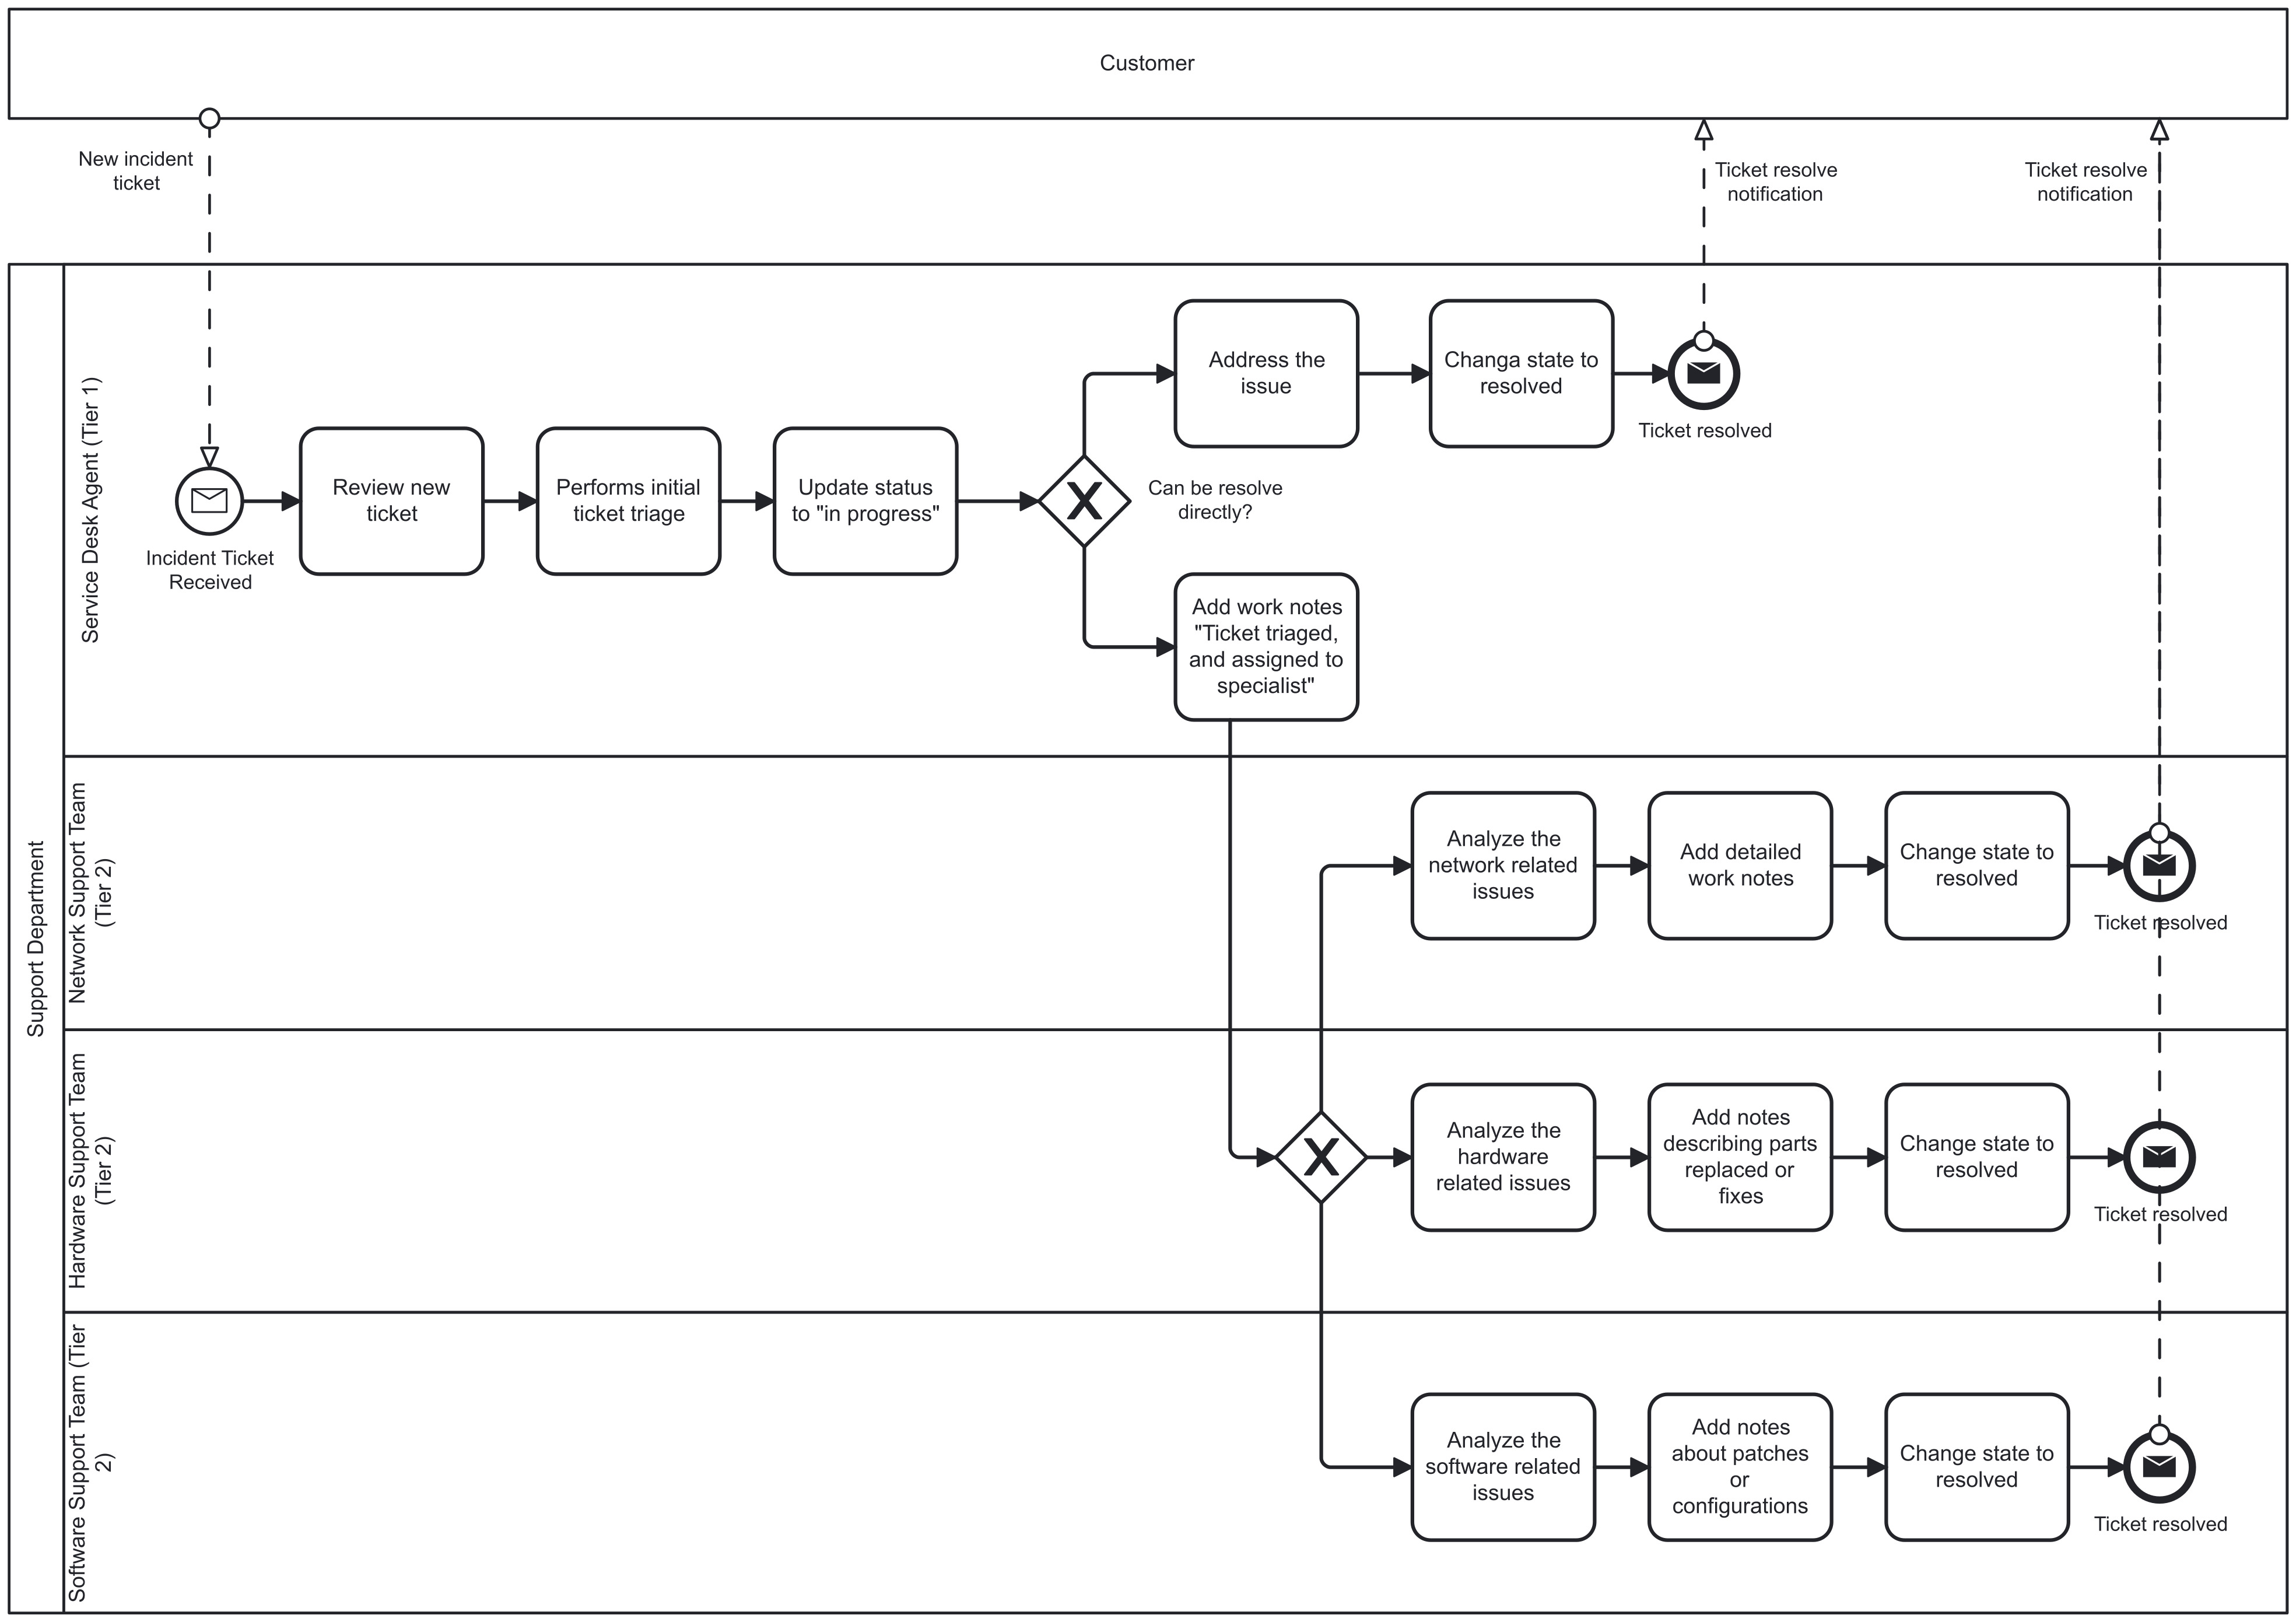 Customer
New incident
ticket
Ticket resolve
notification
Ticket resolve
notification
Support Department
Service Desk Agent (Tier 1)
Incident Ticket
Received
Review new
ticket
Performs initial
ticket triage
Update status
to "in progress"
Can be resolve
directly?
Address the
issue
Changa state to
resolved
Ticket resolved
Add work notes
"Ticket triaged,
and assigned to
specialist"
Network Support Team
(Tier 2)
Analyze the
network related
issues
Add detailed
work notes
Change state to
resolved
Ticket resolved
Hardware Support Team
(Tier 2)
X
Analyze the
hardware
related issues
Add notes
describing parts
replaced or
fixes
Change state to
resolved
Ticket resolved
Software Support Team (Tier
2)
Analyze the
software related
issues
Add notes
about patches
or
configurations
Change state to
resolved
Ticket resolved